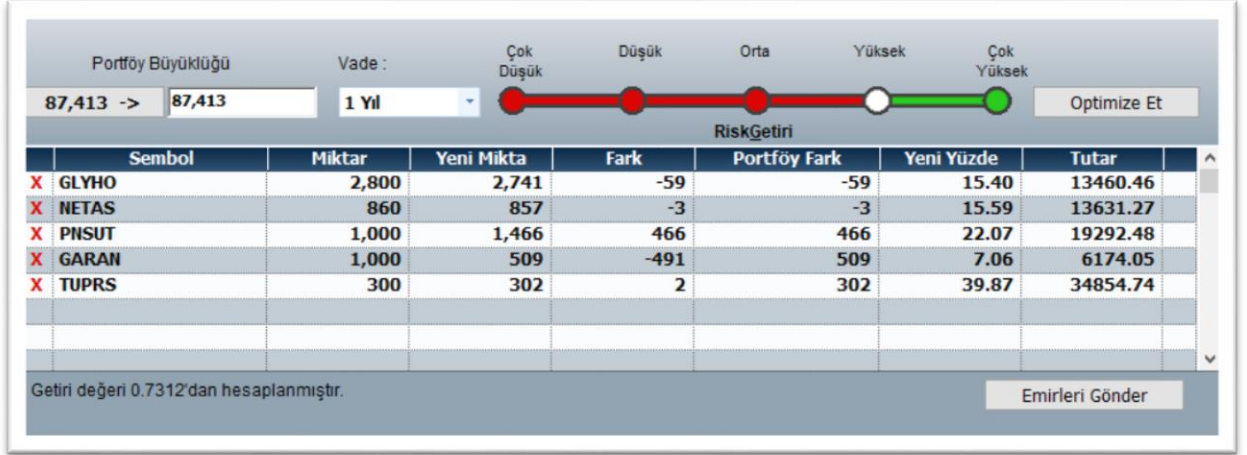 Portföy Büyüklüğü Vade : Çok Düşük Düşük Orta Yüksek Çok Yüksek
87,413 -> 87,413 1 Yıl Optimize Et
RiskGetiri
Sembol Miktar Yeni Mikta Fark Portföy Fark Yeni Yüzde Tutar
X GLYHO 2,800 2,741 -59 -59 15.40 13460.46
X NETAS 860 857 -3 -3 15.59 13631.27
X PNSUT 1,000 1,466 466 466 22.07 19292.48
X GARAN 1,000 509 -491 509 7.06 6174.05
X TUPRS 300 302 2 302 39.87 34854.74
Getiri değeri 0.7312'dan hesaplanmıştır. Emirleri Gönder